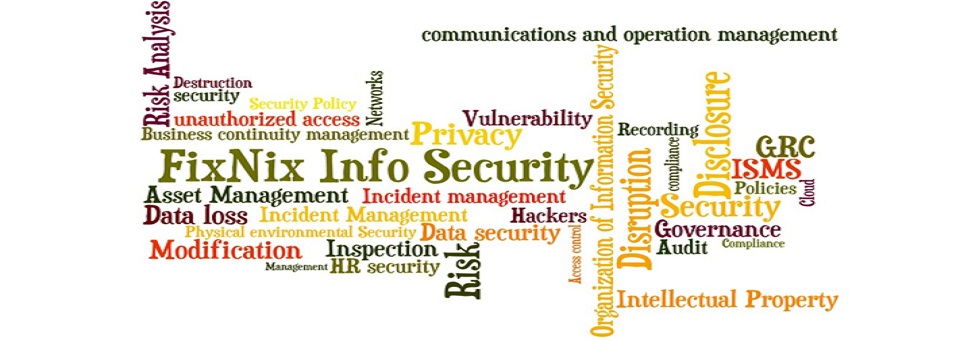 communications and operation management
Risk Analysis
Destruction
security
Security Policy
Networks
unauthorized access
Vulnerability
Business continuity management
Privacy
Recording
Disclosure
GRC
FixNix Info Security
Organization of Information Security
Disruption
compliance
ISMS
Policies
Cloud
Asset Management
Incident management
Security
Data loss
Incident Management
Hackers
Governance
Physical environmental Security
Data security
Access control
Audit
Compliance
Modification
Inspection
Risk
Management
HR security
Intellectual Property